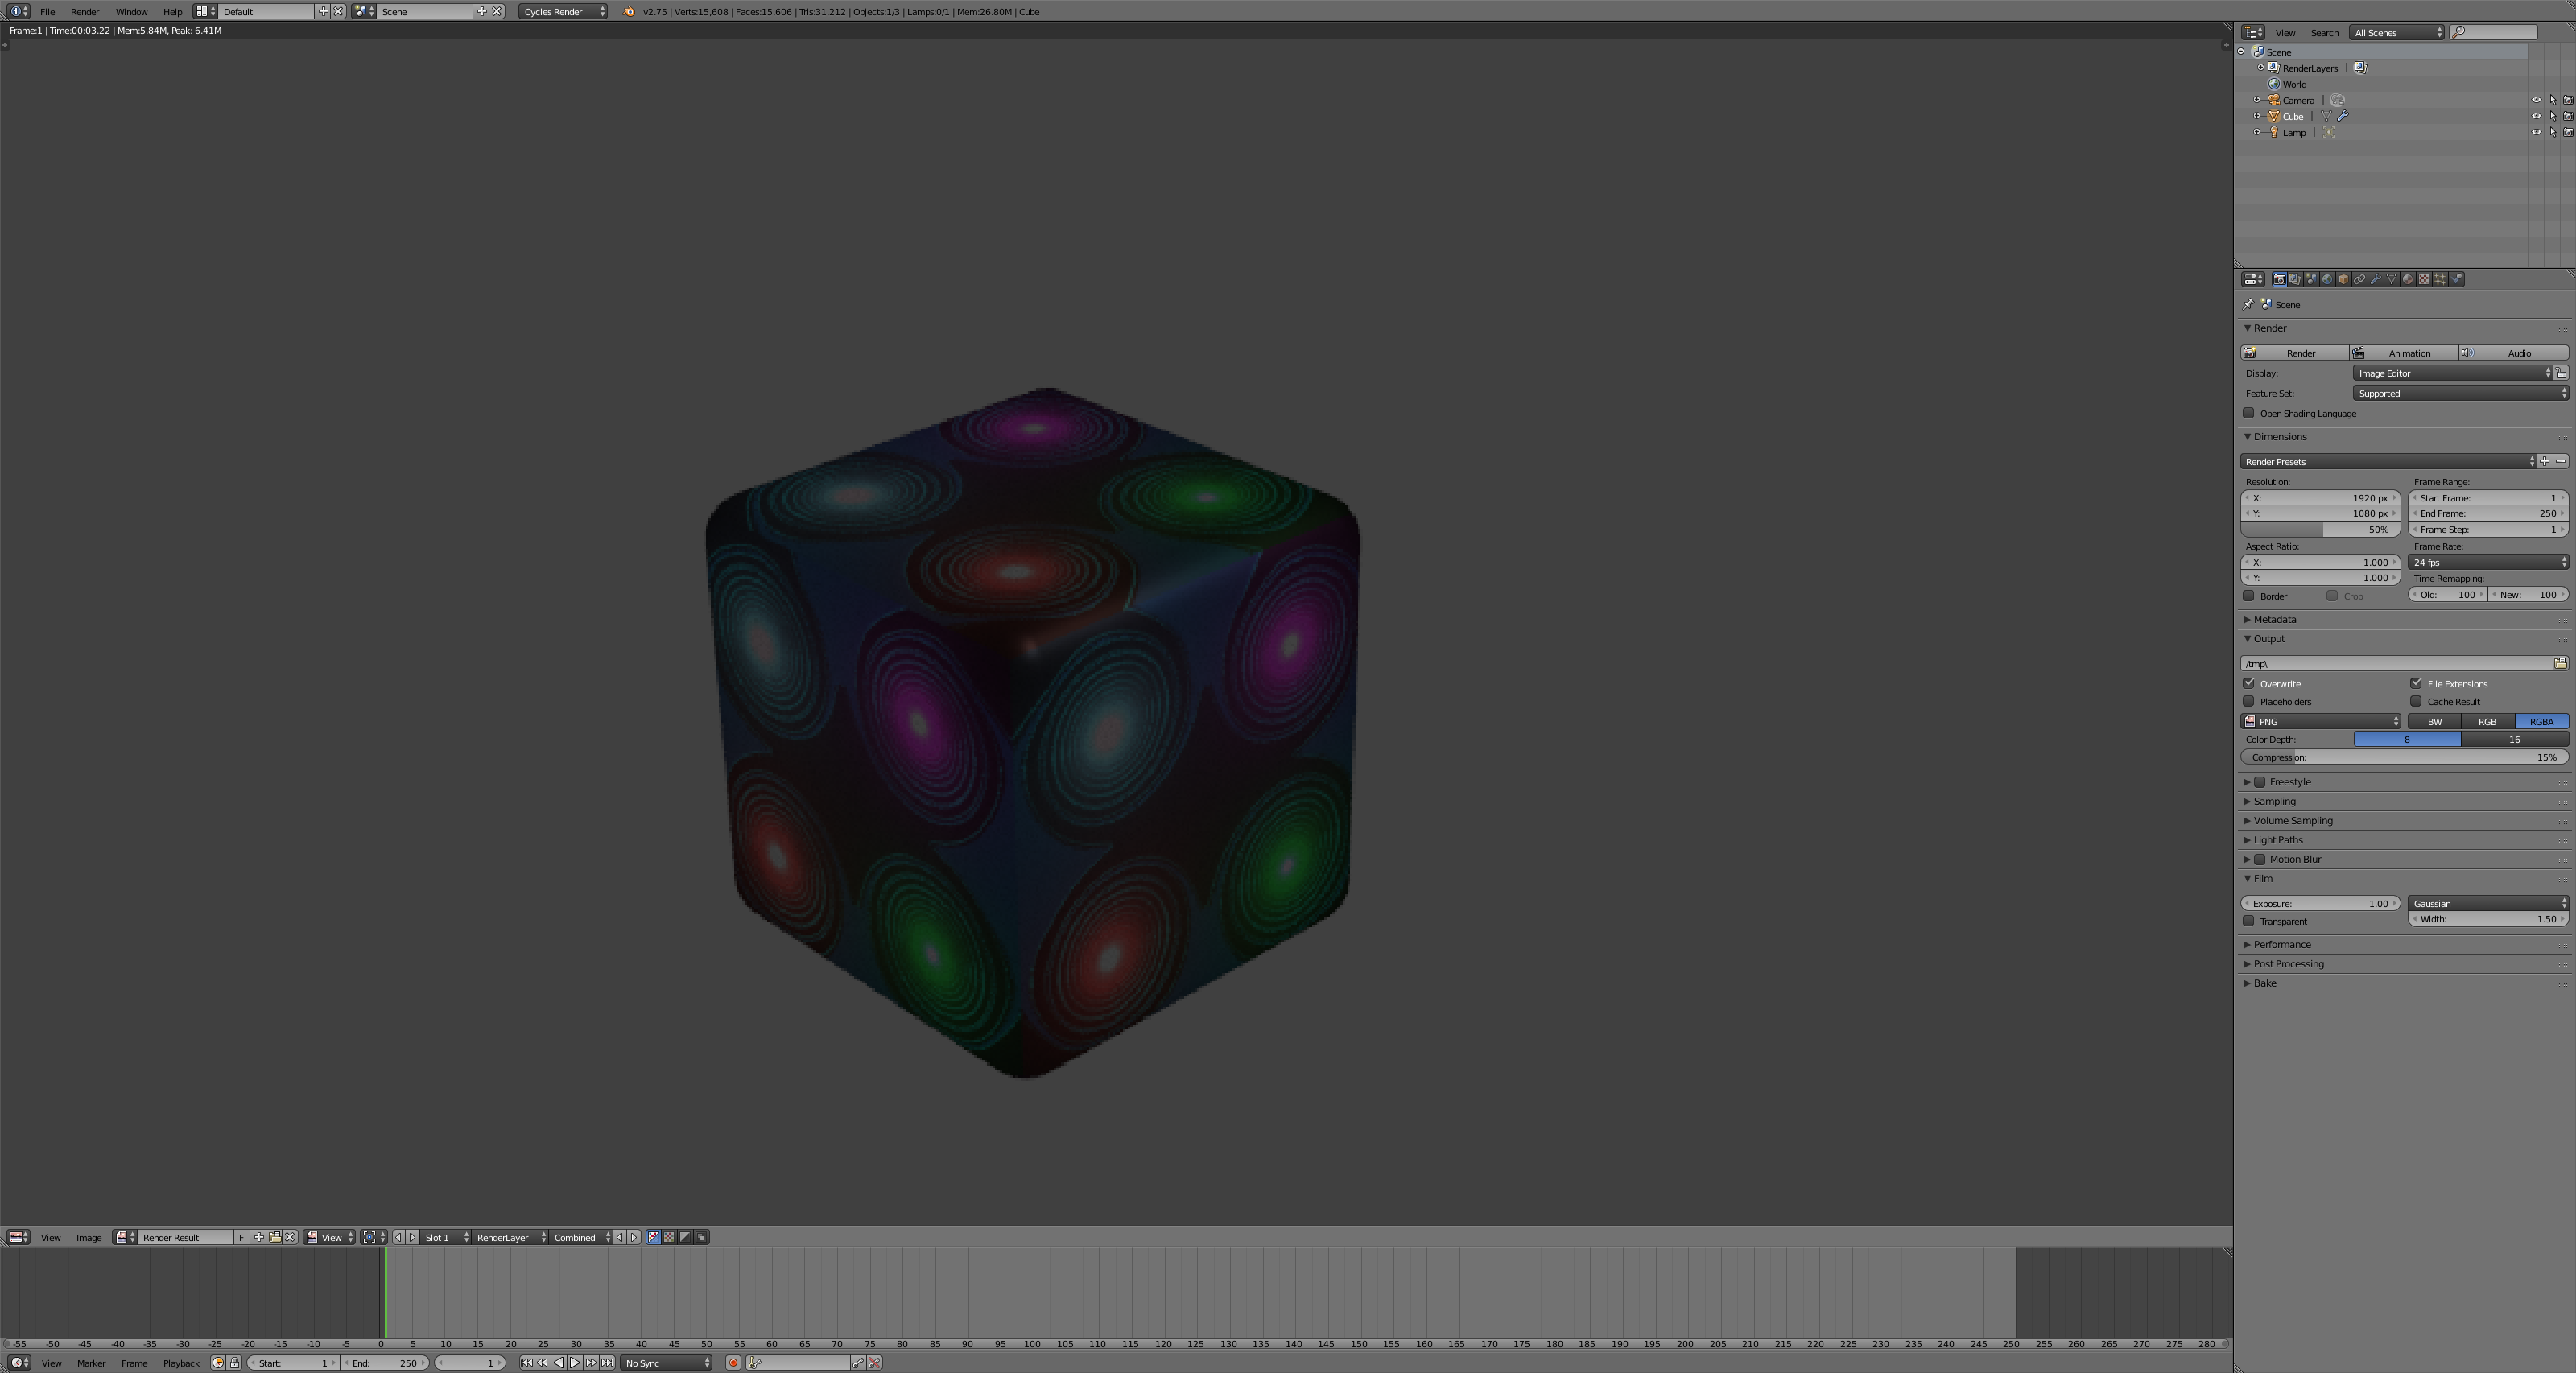 File Render Window Help Default Scene Cycles Render v2.75 | Verts:15,608 | Faces:15,606 | Tris:31,212 | Objects:1/3 | Lamps:0/1 | Mem:26.80M | Cube
Frame:1 | Time:00:03.22 | Mem:5.84M, Peak: 6.41M
View Search All Scenes
Scene
RenderLayers |
World
Camera |
Cube |
Lamp |
Scene
Render
Render Animation Audio
Display: Image Editor
Feature Set: Supported
Open Shading Language
Dimensions
Render Presets
Resolution: Frame Range:
X: 1920 px Start Frame: 1
Y: 1080 px End Frame: 250
50% Frame Step: 1
Aspect Ratio: Frame Rate:
X: 1.000 24 fps
Y: 1.000 Time Remapping:
Border Crop Old: 100 New: 100
Metadata
Output
/tmp\
Overwrite File Extensions
Placeholders Cache Result
PNG BW RGB RGBA
Color Depth: 8 16
Compression: 15%
Freestyle
Sampling
Volume Sampling
Light Paths
Motion Blur
Film
Exposure: 1.00 Gaussian
Transparent Width: 1.50
Performance
Post Processing
Bake
View Image Render Result F View Slot 1 RenderLayer Combined
-55 -50 -45 -40 -35 -30 -25 -20 -15 -10 -5 0 5 10 15 20 25 30 35 40 45 50 55 60 65 70 75 80 85 90 95 100 105 110 115 120 125 130 135 140 145 150 155 160 165 170 175 180 185 190 195 200 205 210 215 220 225 230 235 240 245 250 255 260 265 270 275 280
View Marker Frame Playback Start: 1 End: 250 1 No Sync